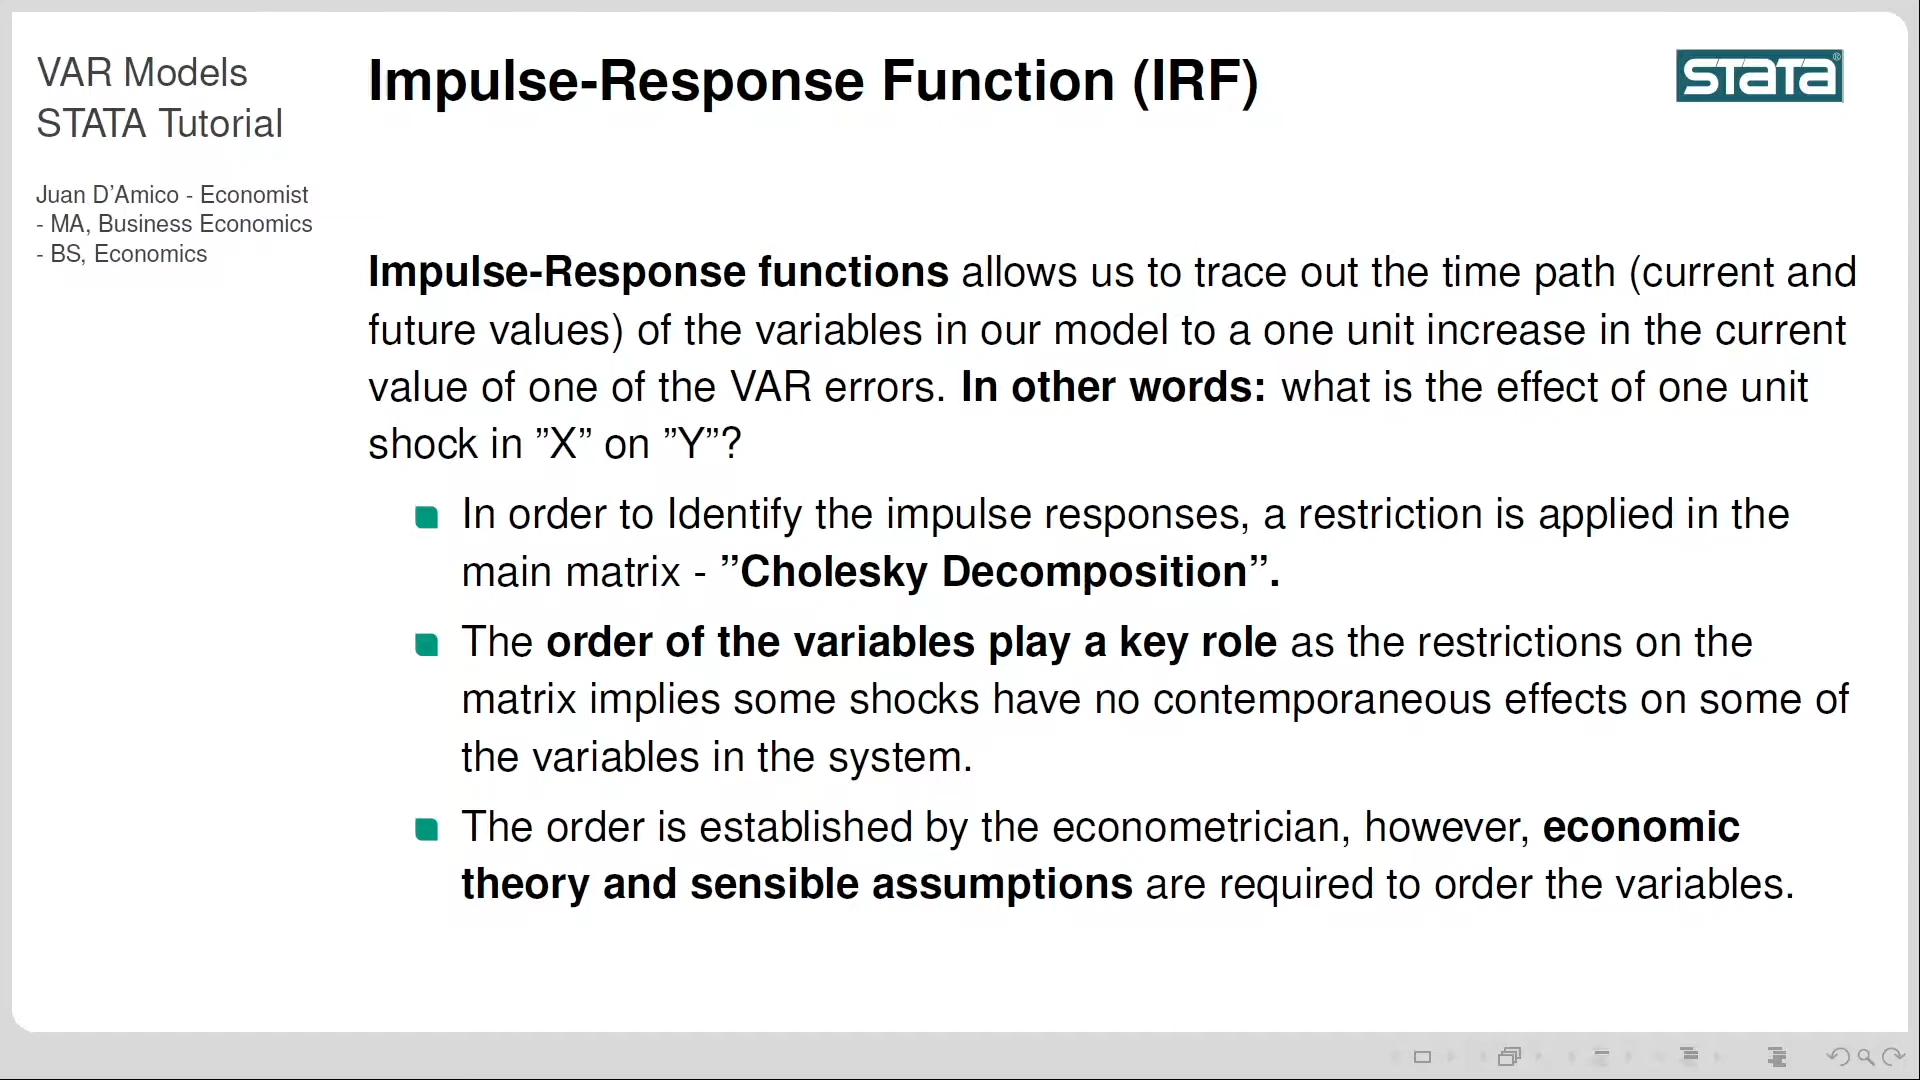 VAR Models
STATA Tutorial
Juan D’Amico - Economist
- MA, Business Economics
- BS, Economics
Impulse-Response Function (IRF)
STATA®
Impulse-Response functions allows us to trace out the time path (current and
future values) of the variables in our model to a one unit increase in the current
value of one of the VAR errors. In other words: what is the effect of one unit
shock in ”X” on ”Y”?
In order to Identify the impulse responses, a restriction is applied in the
main matrix - ”Cholesky Decomposition”.
The order of the variables play a key role as the restrictions on the
matrix implies some shocks have no contemporaneous effects on some of
the variables in the system.
The order is established by the econometrician, however, economic
theory and sensible assumptions are required to order the variables.